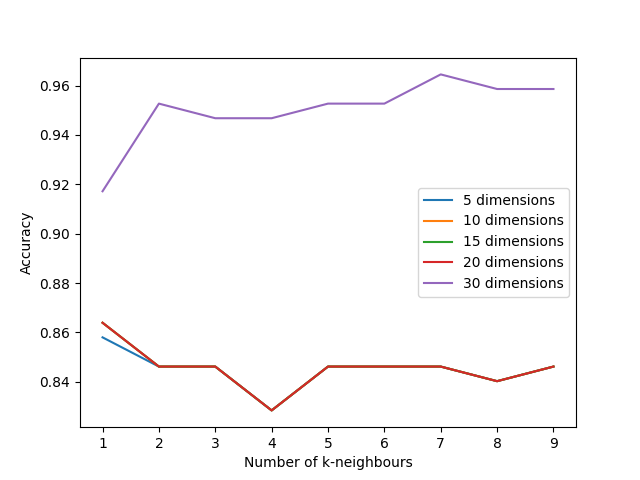 0.96
0.94
0.92
0.90
0.88
0.86
0.84
Accuracy
5 dimensions
10 dimensions
15 dimensions
20 dimensions
30 dimensions
1 2 3 4 5 6 7 8 9
Number of k-neighbours